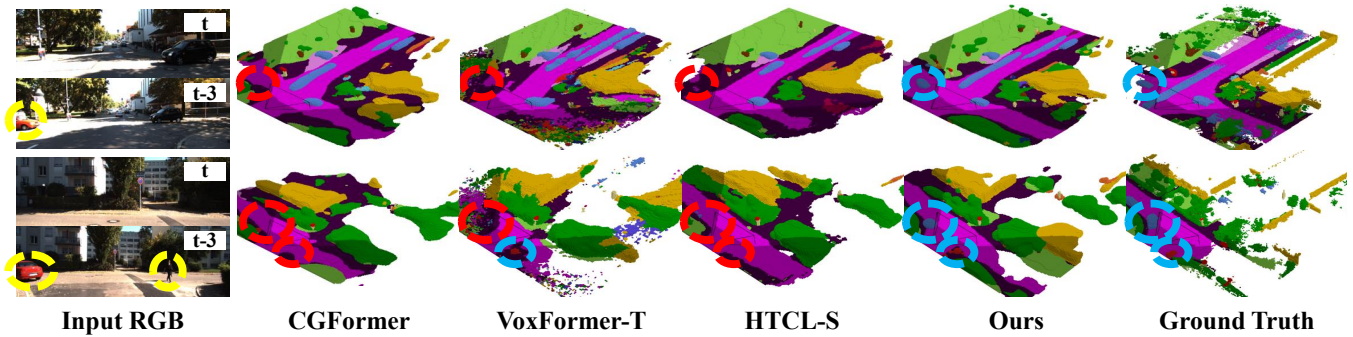 t
t-3
t
t-3
Input RGB CGFormer VoxFormer-T HTCL-S Ours Ground Truth